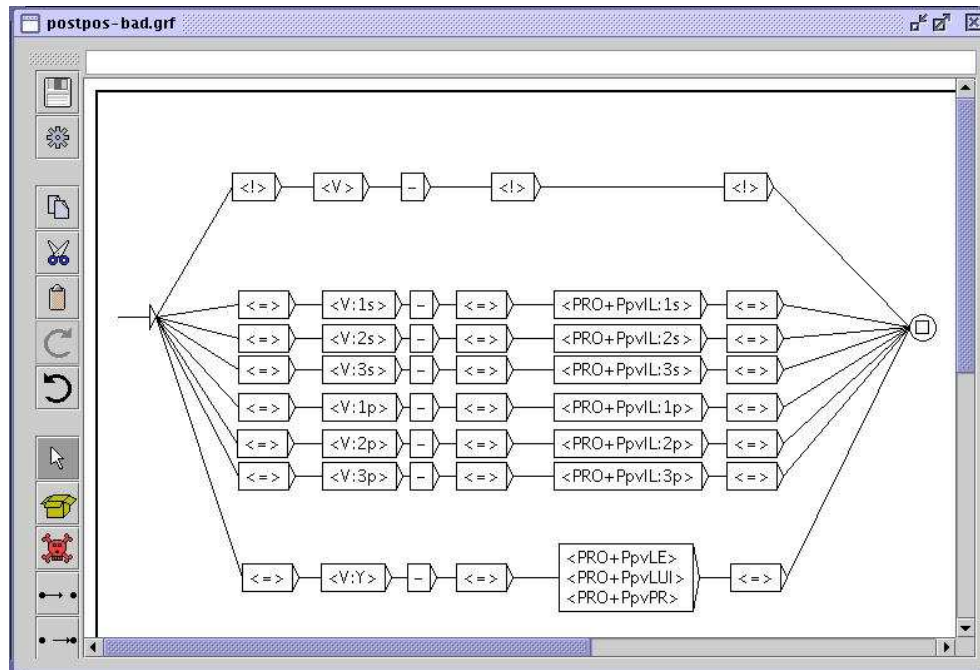 postpos-bad.grf
<!> <V> - <!> <!>
<=> <V:1s> - <=> <PRO+PpvIL:1s> <=>
<=> <V:2s> - <=> <PRO+PpvIL:2s> <=>
<=> <V:3s> - <=> <PRO+PpvIL:3s> <=>
<=> <V:1p> - <=> <PRO+PpvIL:1p> <=>
<=> <V:2p> - <=> <PRO+PpvIL:2p> <=>
<=> <V:3p> - <=> <PRO+PpvIL:3p> <=>
<=> <V:Y> - <=> <PRO+PpvLE> <=>
<PRO+PpvLUI>
<PRO+PpvPR>